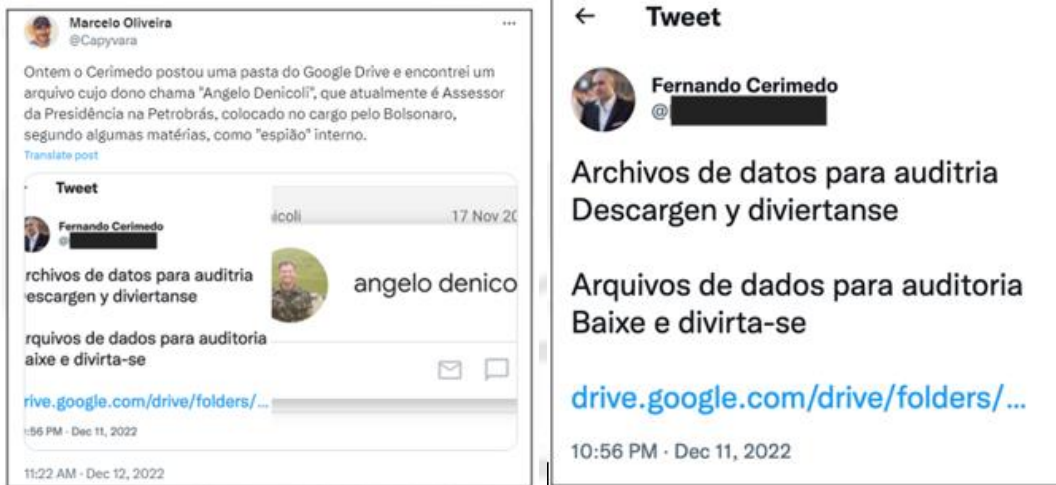 Marcelo Oliveira
@Capyvara
Ontem o Cerimedo postou uma pasta do Google Drive e encontrei um
arquivo cujo dono chama "Angelo Denicoli", que atualmente é Assessor
da Presidência na Petrobrás, colocado no cargo pelo Bolsonaro,
segundo algumas matérias, como "espião" interno.
Translate post
Tweet
Fernando Cerimedo
@
rchivos de datos para auditria
escargen y diviertanse
rquivos de dados para auditoria
aixe e divirta-se
rive.google.com/drive/folders/...
:56 PM · Dec 11, 2022
icoli
17 Nov 20
angelo denico
11:22 AM · Dec 12, 2022
← Tweet
Fernando Cerimedo
@
Archivos de datos para auditria
Descargen y diviertanse
Arquivos de dados para auditoria
Baixe e divirta-se
drive.google.com/drive/folders/...
10:56 PM · Dec 11, 2022